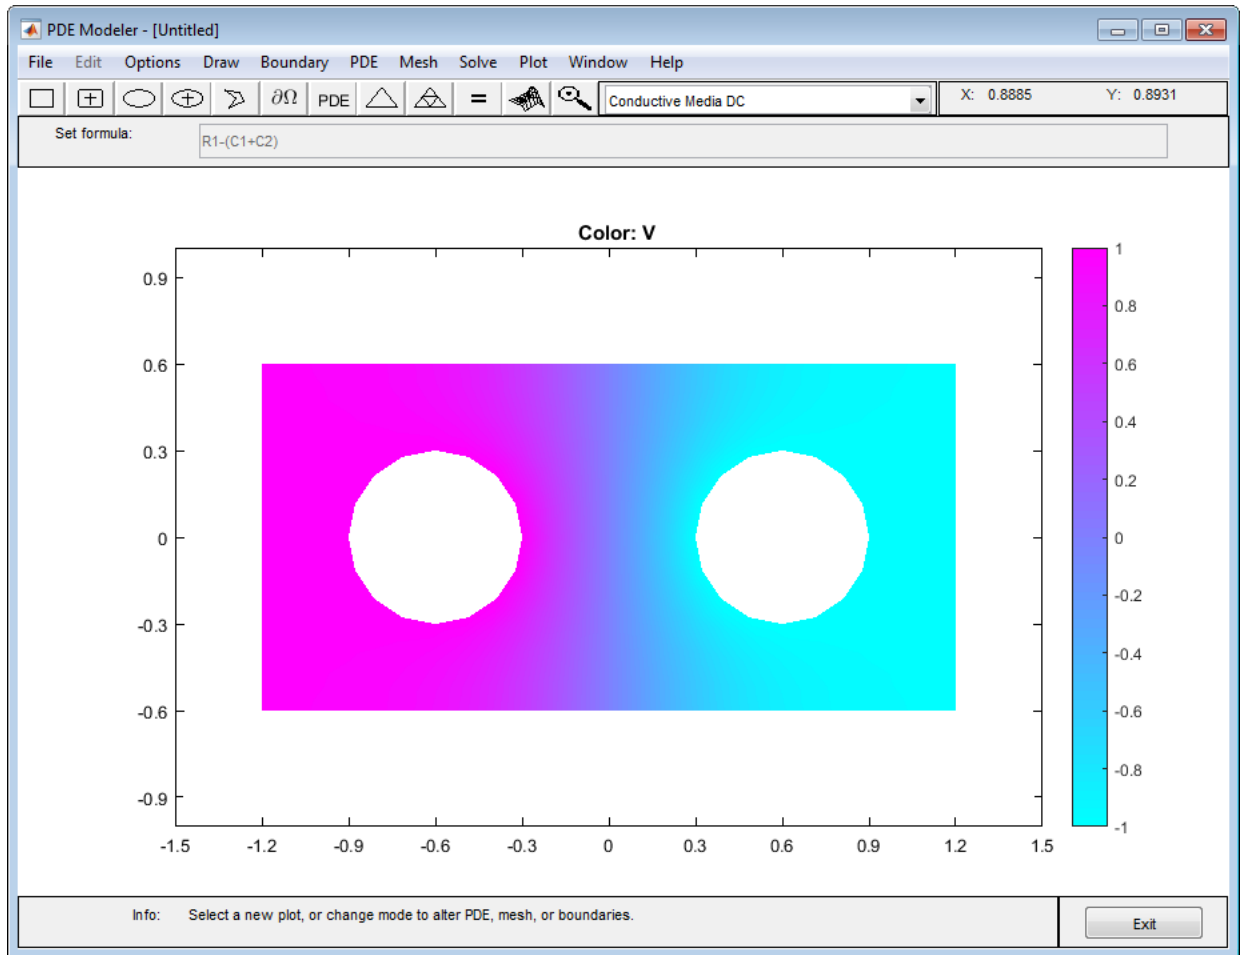 PDE Modeler - [Untitled]
File Edit Options Draw Boundary PDE Mesh Solve Plot Window Help
∂Ω PDE = Conductive Media DC X: 0.8885 Y: 0.8931
Set formula: R1-(C1+C2)
Color: V
0.9
0.6
0.3
0
-0.3
-0.6
-0.9
-1.5 -1.2 -0.9 -0.6 -0.3 0 0.3 0.6 0.9 1.2 1.5
1
0.8
0.6
0.4
0.2
0
-0.2
-0.4
-0.6
-0.8
-1
Info: Select a new plot, or change mode to alter PDE, mesh, or boundaries.
Exit